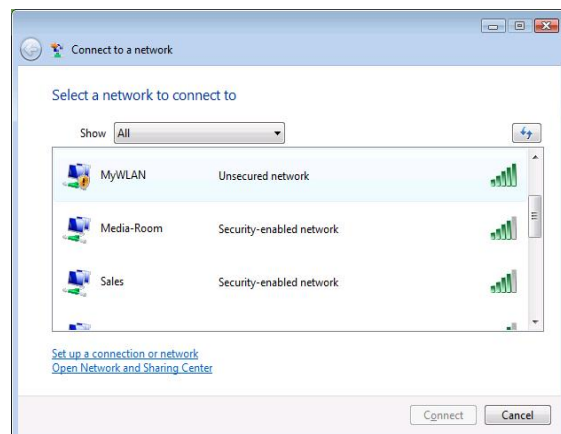 Connect to a network
Select a network to connect to
Show All
MyWLAN Unsecured network
Media-Room Security-enabled network
Sales Security-enabled network
Set up a connection or network
Open Network and Sharing Center
Connect Cancel